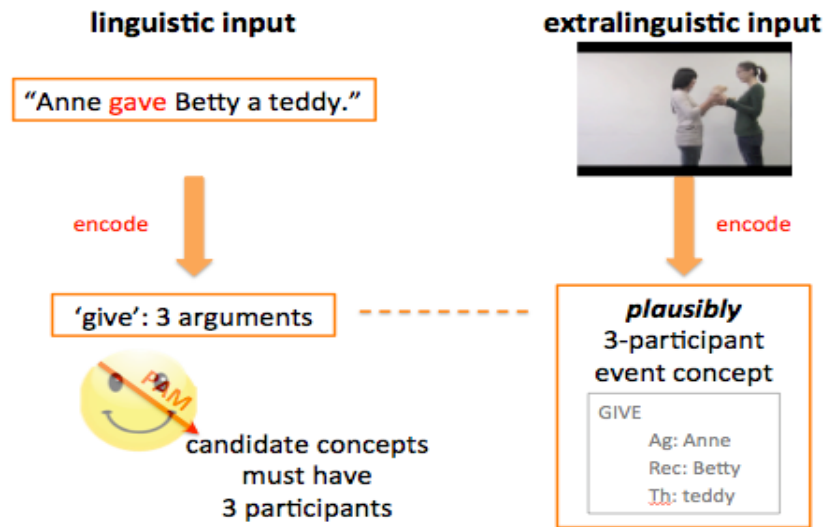 linguistic input
extralinguistic input
“Anne gave Betty a teddy.”
encode
encode
‘give’: 3 arguments
PAM
candidate concepts
must have
3 participants
plausibly
3-participant
event concept
GIVE
Ag: Anne
Rec: Betty
Th: teddy